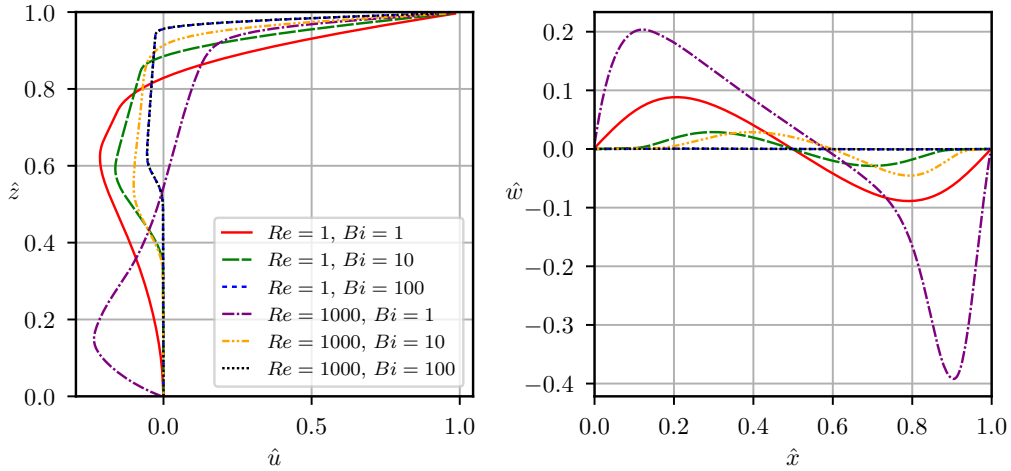 1.0
0.8
0.6
0.4
0.2
0.0
ẑ
0.0
0.5
1.0
û
Re = 1, Bi = 1
Re = 1, Bi = 10
Re = 1, Bi = 100
Re = 1000, Bi = 1
Re = 1000, Bi = 10
Re = 1000, Bi = 100
0.2
0.1
0.0
−0.1
−0.2
−0.3
−0.4
ŵ
0.0
0.2
0.4
0.6
0.8
1.0
x̂